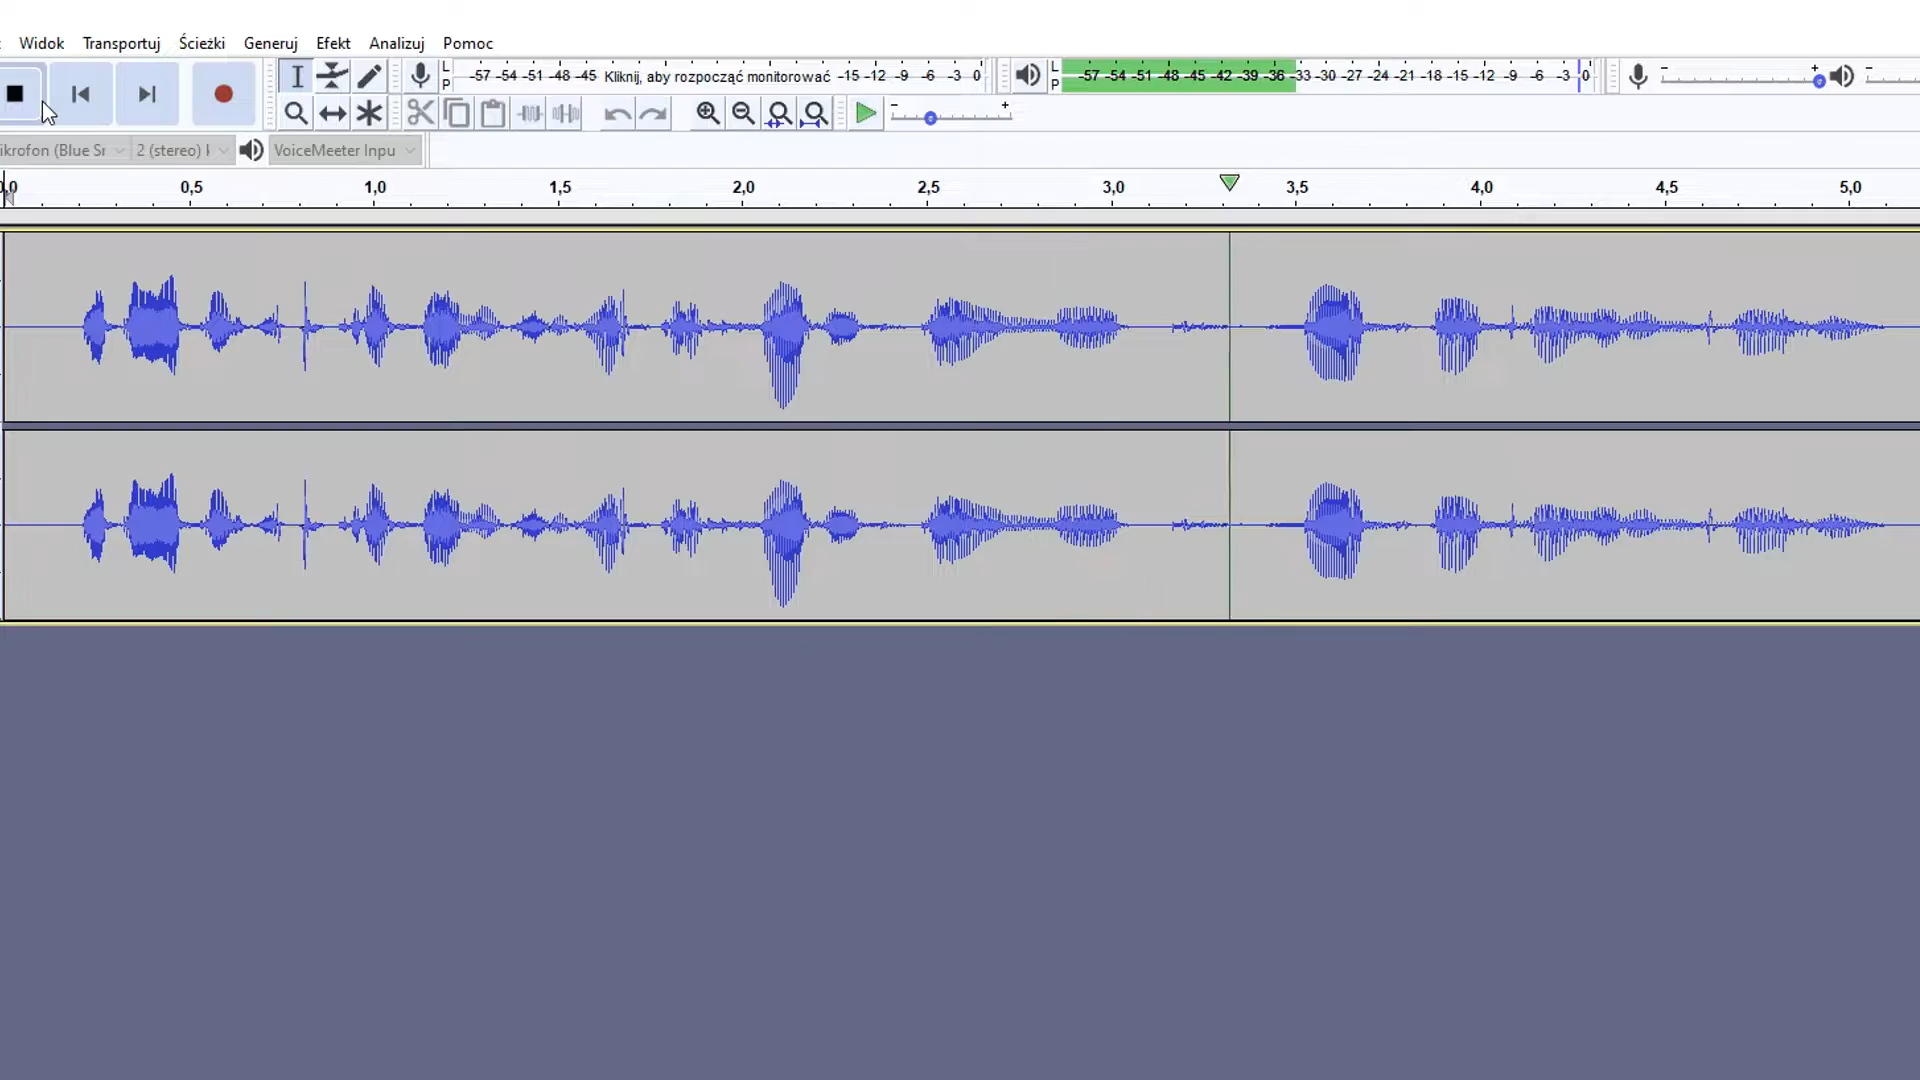 Widok Transportuj Ścieżki Generuj Efekt Analizuj Pomoc
L -57 -54 -51 -48 -45 Kliknij, aby rozpocząć monitorować -15 -12 -9 -6 -3 0 L -57 -54 -51 -48 -45 -42 -39 -36 -33 -30 -27 -24 -21 -18 -15 -12 -9 -6 -3 0
P P
ikrofon (Blue Sr 2 (stereo) VoiceMeeter Inpu
0,0 0,5 1,0 1,5 2,0 2,5 3,0 3,5 4,0 4,5 5,0